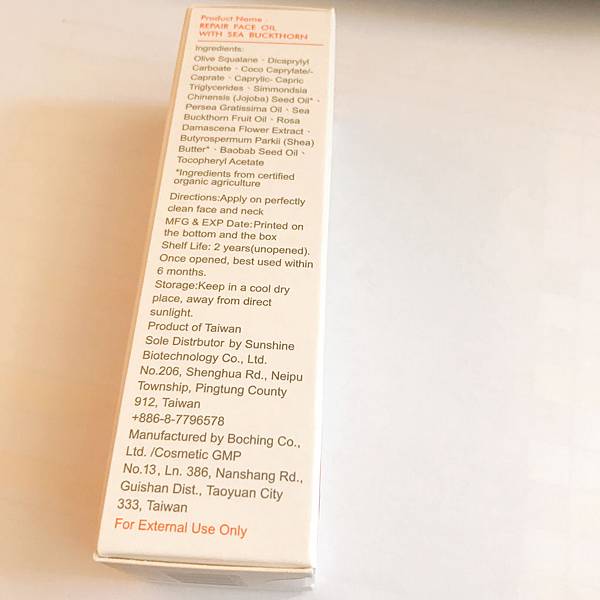 Product Name :
REPAIR FACE OIL
WITH SEA BUCKTHORN
Ingredients:
Olive Squalane、Dicaprylyl
Carboate、Coco Caprylate/-
Caprate、Caprylic- Capric
Triglycerides、Simmondsia
Chinensis (Jojoba) Seed Oil*、
Persea Gratissima Oil、Sea
Buckthorn Fruit Oil、Rosa
Damascena Flower Extract、
Butyrospermum Parkii (Shea)
Butter*、Baobab Seed Oil、
Tocopheryl Acetate
*Ingredients from certified
organic agriculture
Directions:Apply on perfectly
clean face and neck
MFG & EXP Date:Printed on
the bottom and the box
Shelf Life: 2 years(unopened).
Once opened, best used within
6 months.
Storage:Keep in a cool dry
place, away from direct
sunlight.
Product of Taiwan
Sole Distrbutor by Sunshine
Biotechnology Co., Ltd.
No.206, Shenghua Rd., Neipu
Township, Pingtung County
912, Taiwan
+886-8-7796578
Manufactured by Boching Co.,
Ltd. /Cosmetic GMP
No.13, Ln. 386, Nanshang Rd.,
Guishan Dist., Taoyuan City
333, Taiwan
For External Use Only